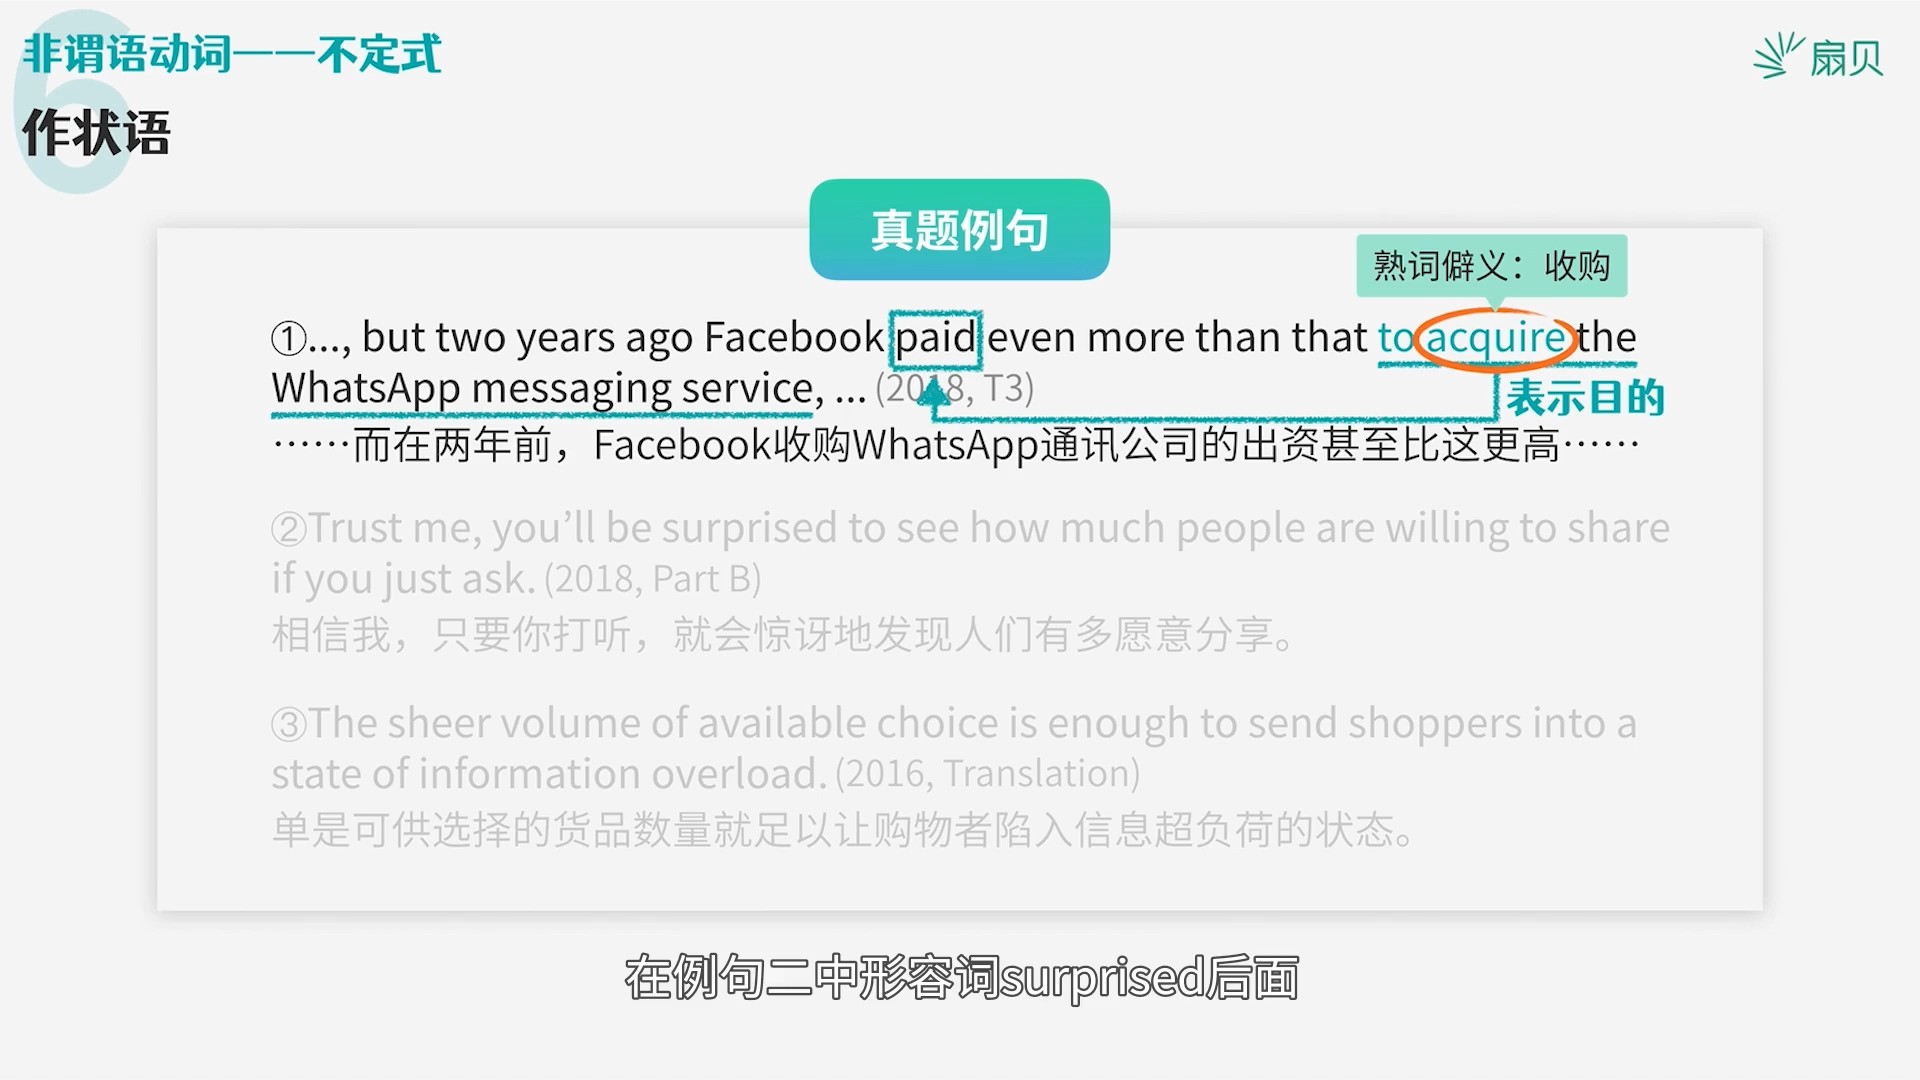 非谓语动词——不定式
6
作状语
扇贝
真题例句
熟词僻义：收购
①..., but two years ago Facebook paid even more than that to acquire the
WhatsApp messaging service, ... (2018, T3)
表示目的
……而在两年前，Facebook收购WhatsApp通讯公司的出资甚至比这更高……
②Trust me, you’ll be surprised to see how much people are willing to share
if you just ask. (2018, Part B)
相信我，只要你打听，就会惊讶地发现人们有多愿意分享。
③The sheer volume of available choice is enough to send shoppers into a
state of information overload. (2016, Translation)
单是可供选择的货品数量就足以让购物者陷入信息超负荷的状态。
在例句二中形容词surprised后面